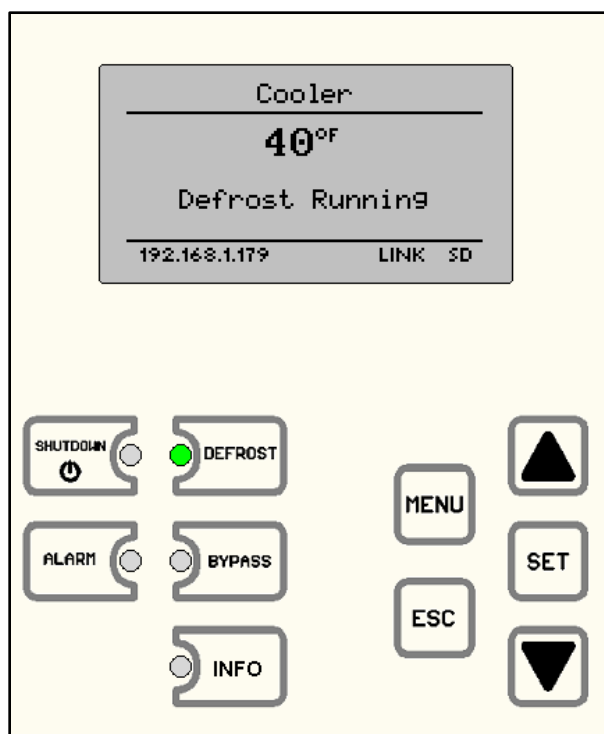 Cooler
40°F
Defrost Running
192.168.1.179 LINK SD
SHUTDOWN
DEFROST
MENU
ALARM
BYPASS
SET
ESC
INFO